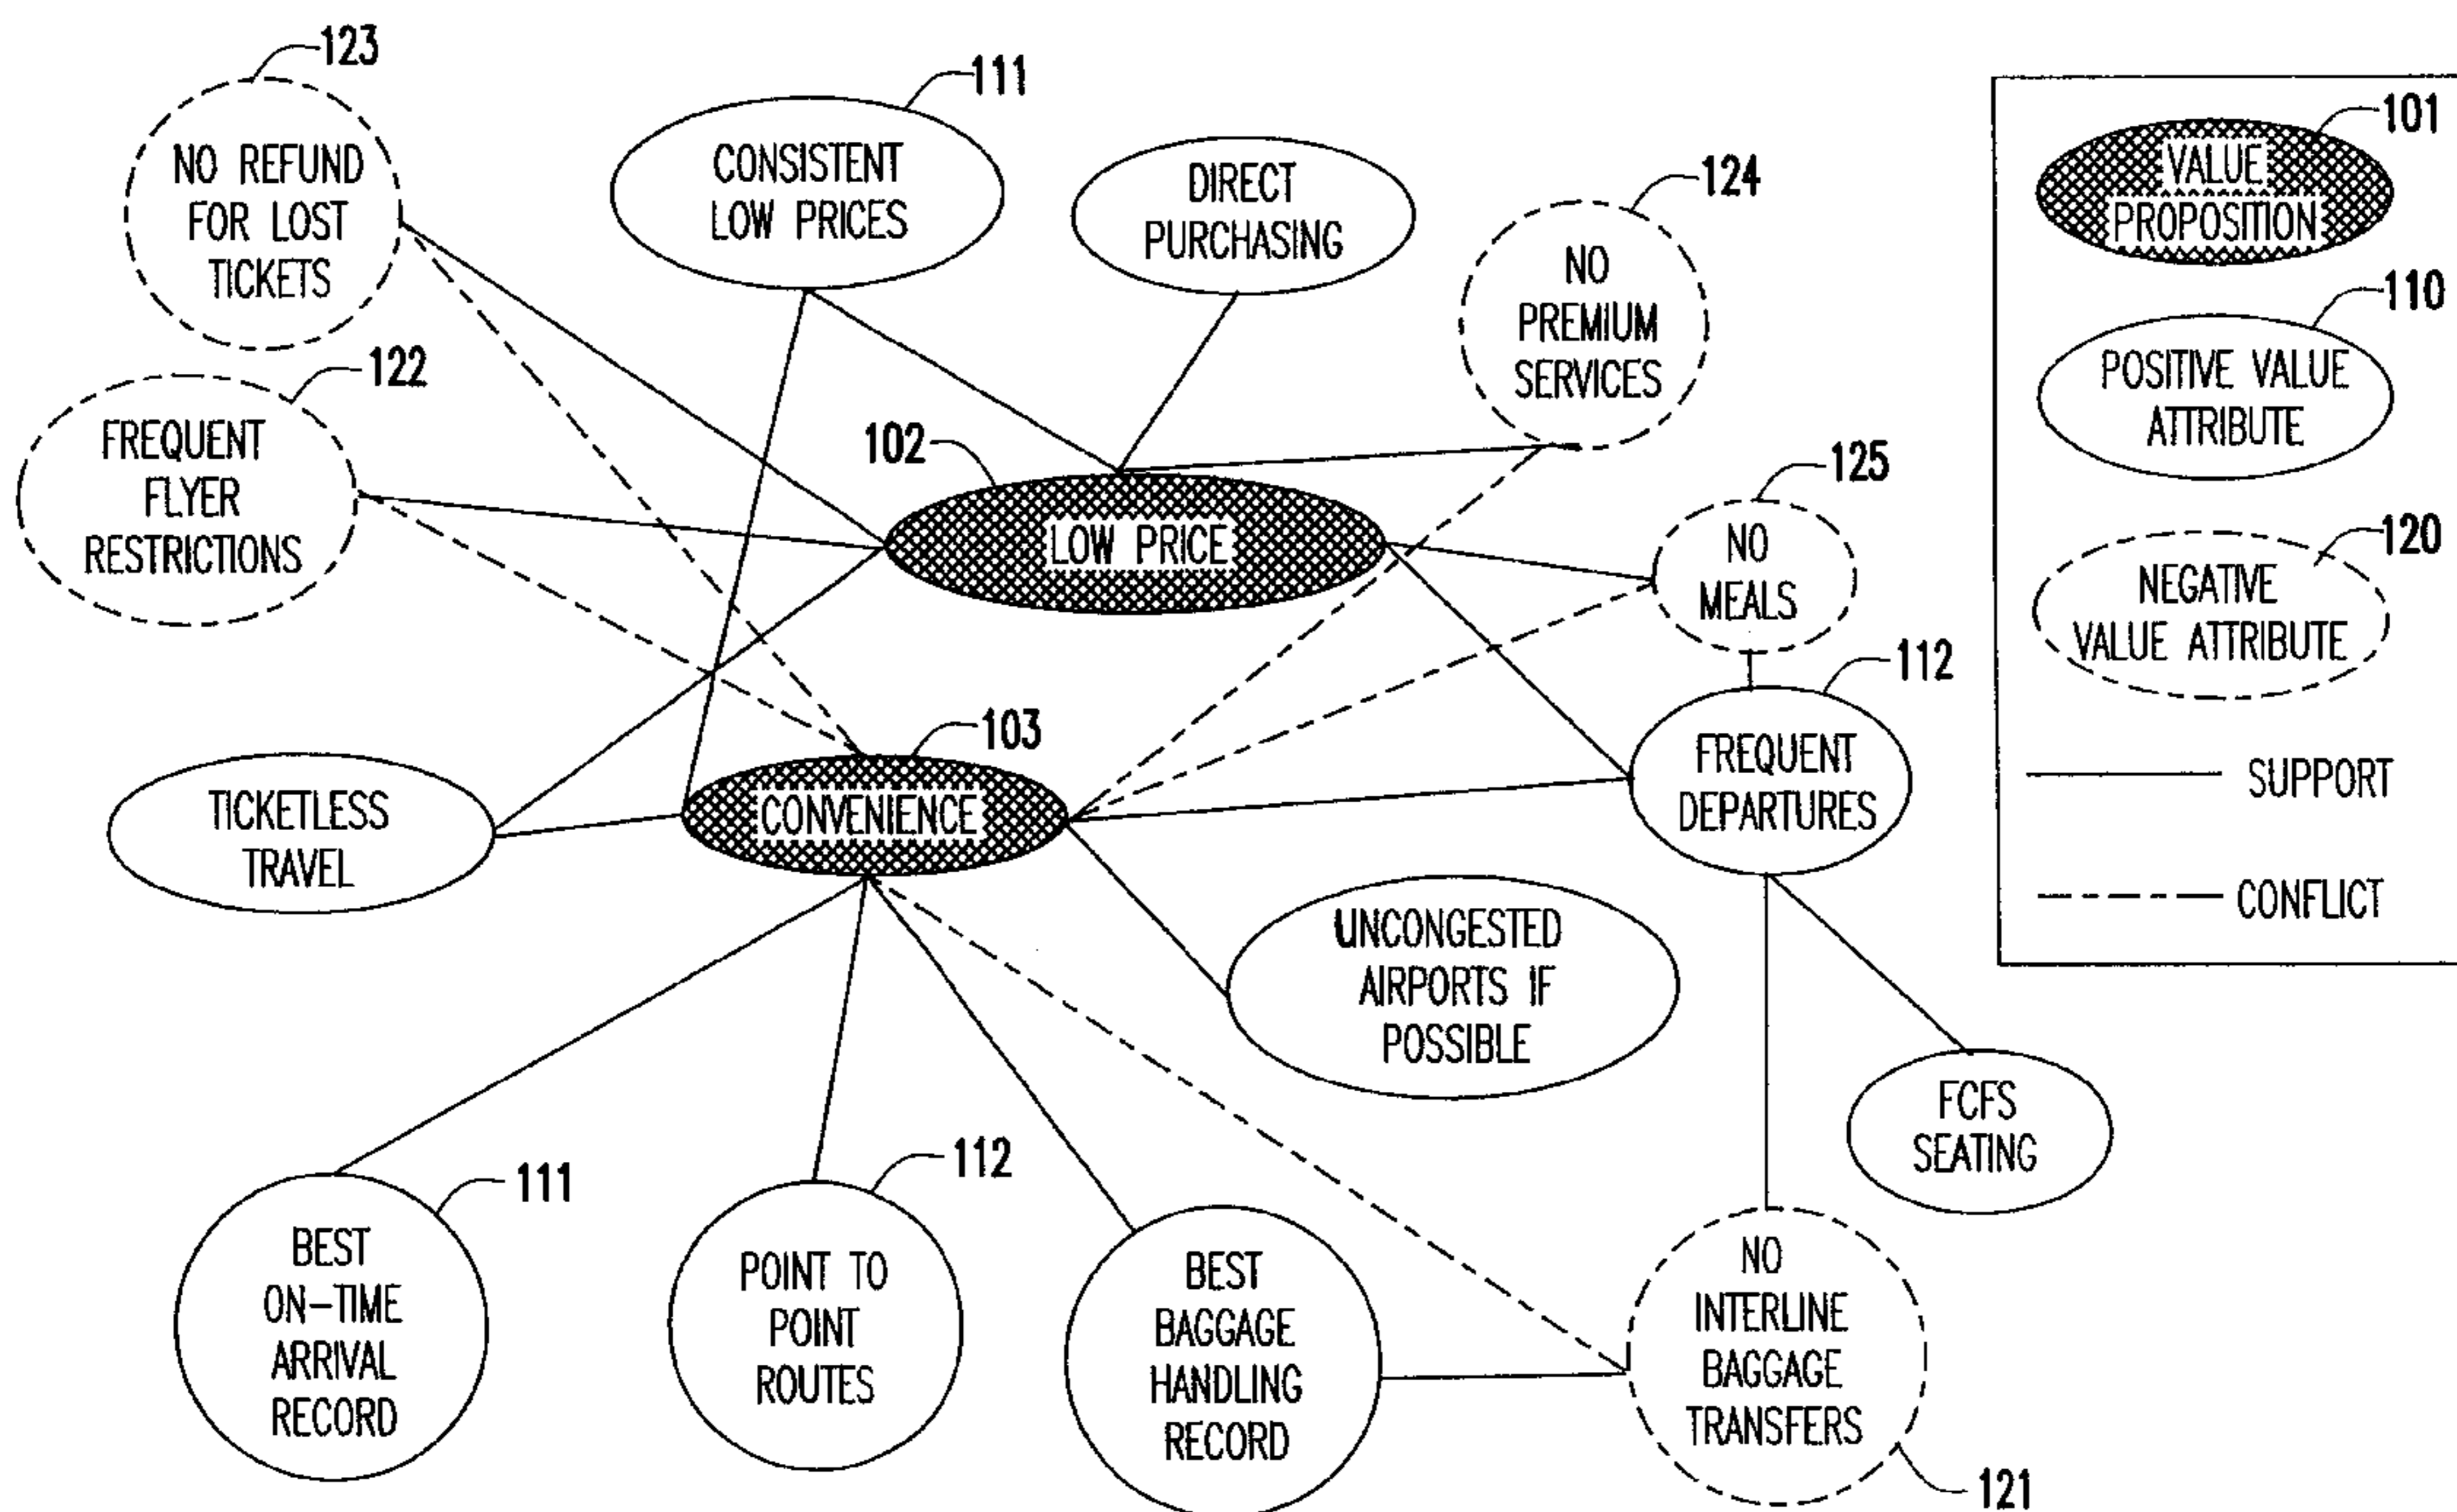 123
NO REFUND
FOR LOST
TICKETS
111
CONSISTENT
LOW PRICES
DIRECT
PURCHASING
124
NO
PREMIUM
SERVICES
122
FREQUENT
FLYER
RESTRICTIONS
102
LOW PRICE
125
NO
MEALS
112
FREQUENT
DEPARTURES
103
CONVENIENCE
TICKETLESS
TRAVEL
UNCONGESTED
AIRPORTS IF
POSSIBLE
FCFS
SEATING
111
BEST
ON-TIME
ARRIVAL
RECORD
112
POINT TO
POINT
ROUTES
BEST
BAGGAGE
HANDLING
RECORD
NO
INTERLINE
BAGGAGE
TRANSFERS
121
101
VALUE
PROPOSITION
110
POSITIVE VALUE
ATTRIBUTE
120
NEGATIVE
VALUE ATTRIBUTE
SUPPORT
CONFLICT